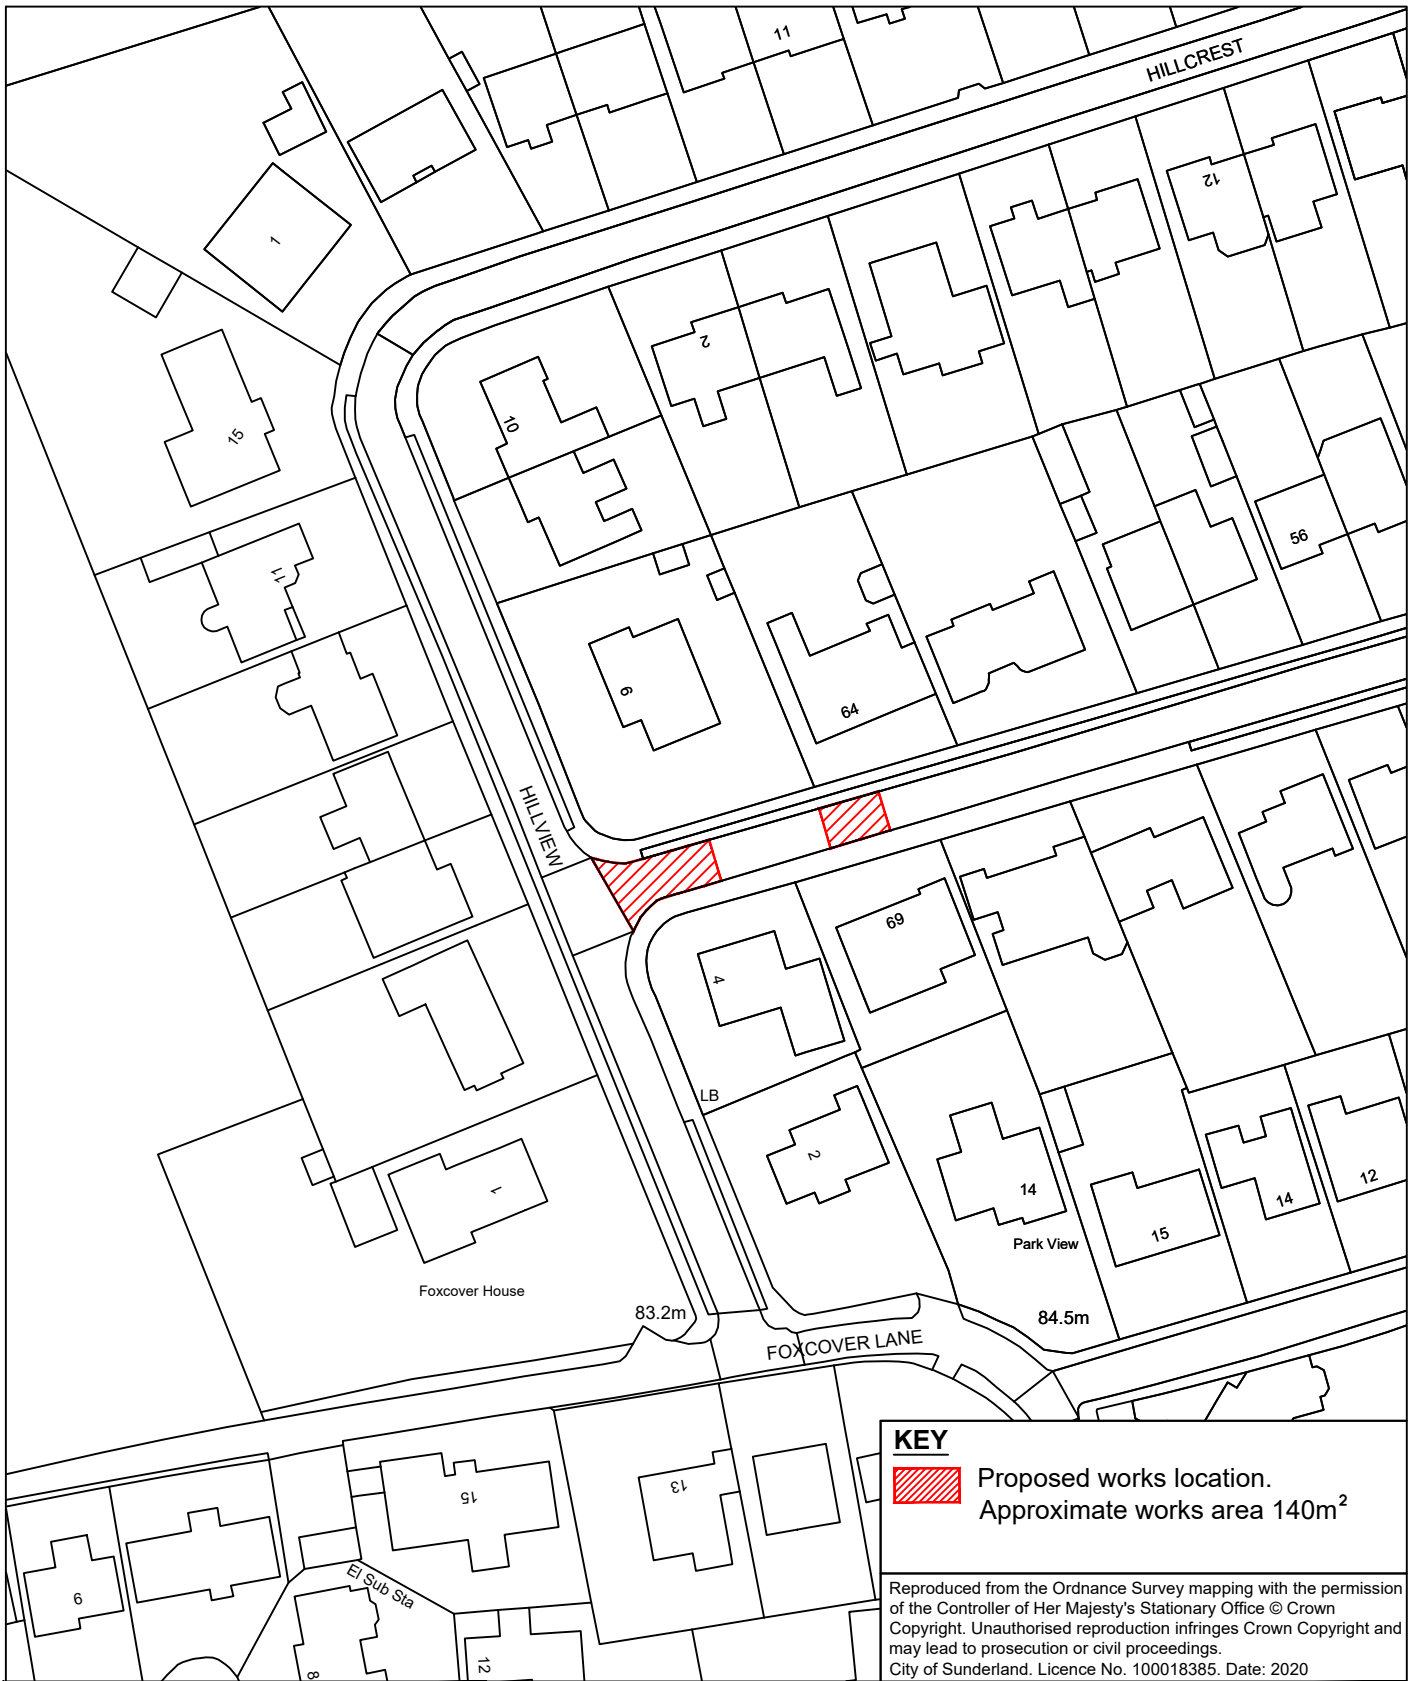 11
HILLCREST
12
1
2
15
10
56
11
6
64
HILLVIEW
69
4
LB
2
14
1
14
12
15
Park View
Foxcover House
83.2m
84.5m
FOXCOVER LANE
KEY
Proposed works location.
Approximate works area 140m²
15
13
El Sub Sta
9
8
12
Reproduced from the Ordnance Survey mapping with the permission
of the Controller of Her Majesty's Stationary Office © Crown
Copyright. Unauthorised reproduction infringes Crown Copyright and
may lead to prosecution or civil proceedings.
City of Sunderland. Licence No. 100018385. Date: 2020